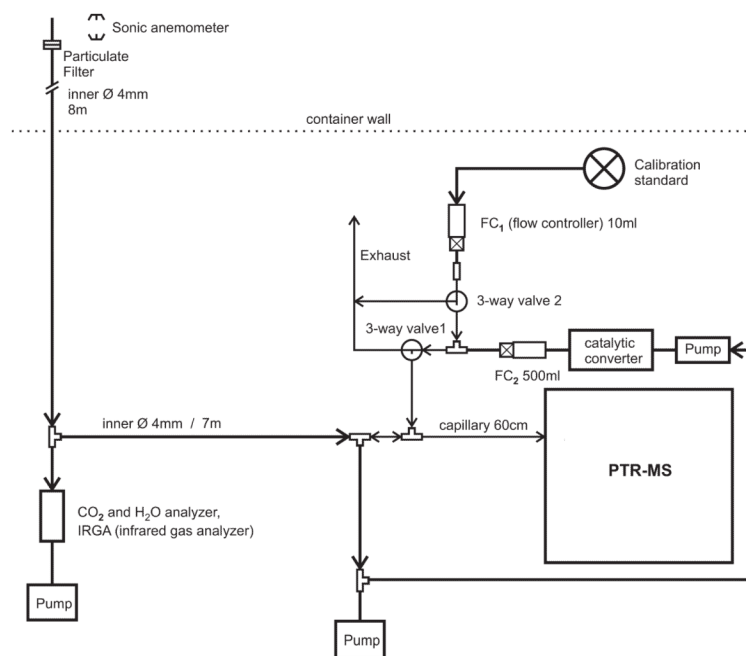 Sonic anemometer
Particulate
Filter
inner Ø 4mm
8m
container wall
Calibration
standard
FC₁ (flow controller) 10ml
Exhaust
3-way valve 2
3-way valve1
catalytic
converter
Pump
FC₂ 500ml
inner Ø 4mm / 7m
capillary 60cm
PTR-MS
CO₂ and H₂O analyzer,
IRGA (infrared gas analyzer)
Pump
Pump